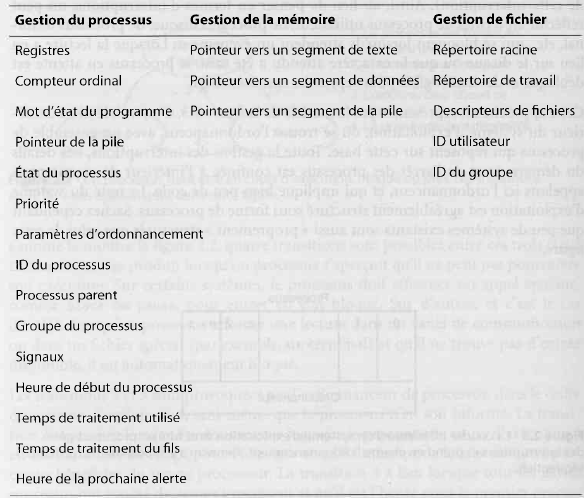 Gestion du processus Gestion de la mémoire Gestion de fichier
Registres Pointeur vers un segment de texte Répertoire racine
Compteur ordinal Pointeur vers un segment de données Répertoire de travail
Mot d'état du programme Pointeur vers un segment de la pile Descripteurs de fichiers
Pointeur de la pile ID utilisateur
État du processus ID du groupe
Priorité
Paramètres d'ordonnancement
ID du processus
Processus parent
Groupe du processus
Signaux
Heure de début du processus
Temps de traitement utilisé
Temps de traitement du fils
Heure de la prochaine alerte